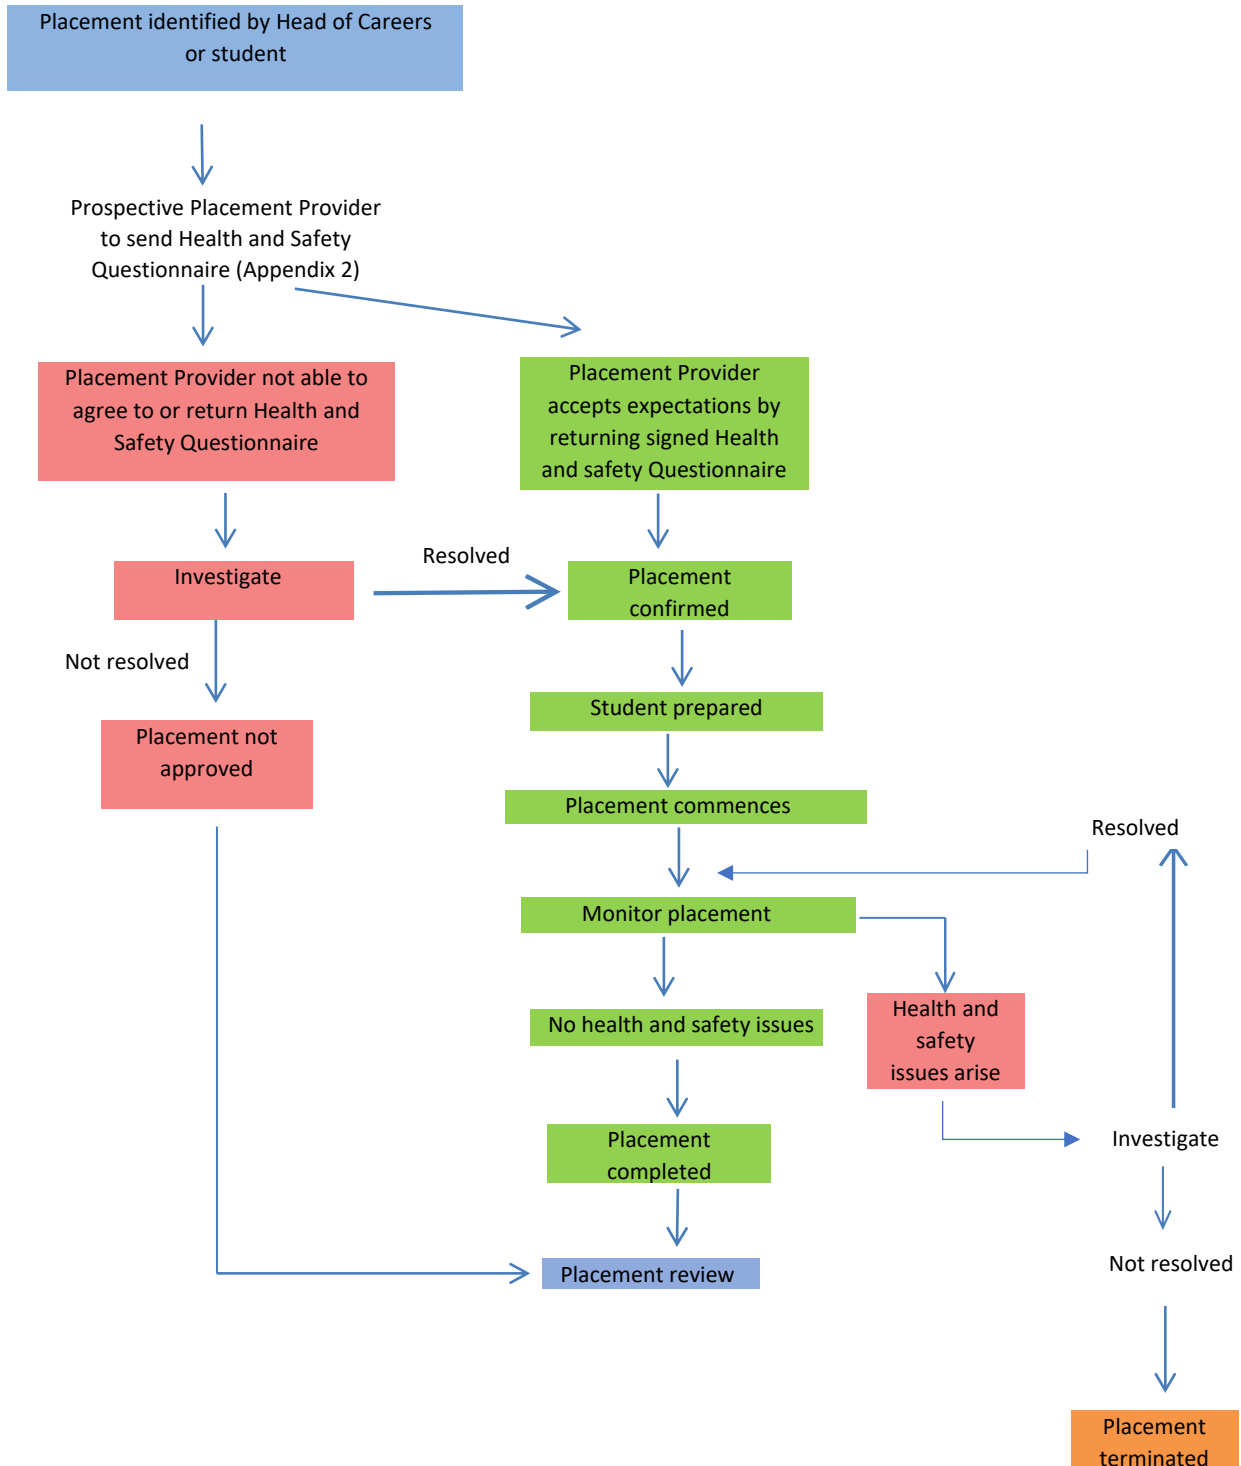 Placement identified by Head of Careers
or student
Prospective Placement Provider
to send Health and Safety
Questionnaire (Appendix 2)
Placement Provider not able to
agree to or return Health and
Safety Questionnaire
Placement Provider
accepts expectations by
returning signed Health
and safety Questionnaire
Resolved
Investigate
Placement
confirmed
Not resolved
Student prepared
Placement not
approved
Placement commences
Resolved
Monitor placement
No health and safety issues
Health and
safety
issues arise
Placement
completed
Investigate
Placement review
Not resolved
Placement
terminated